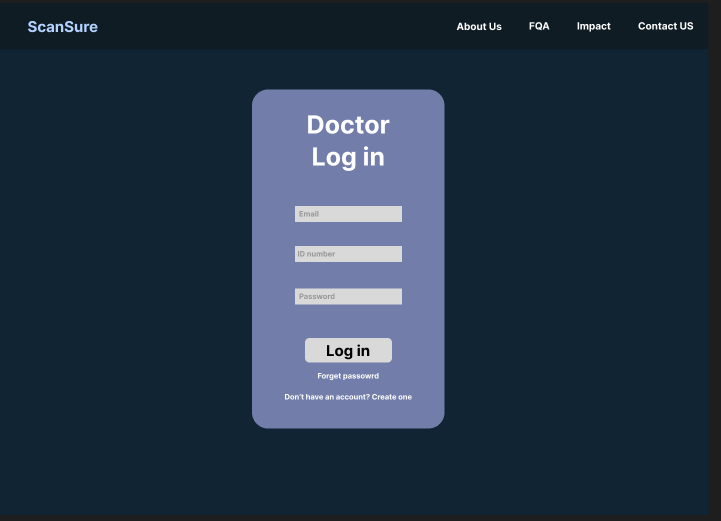 ScanSure
About Us
FQA
Impact
Contact US
Doctor
Log in
Email
ID number
Password
Log in
Forget passowrd
Don't have an account? Create one